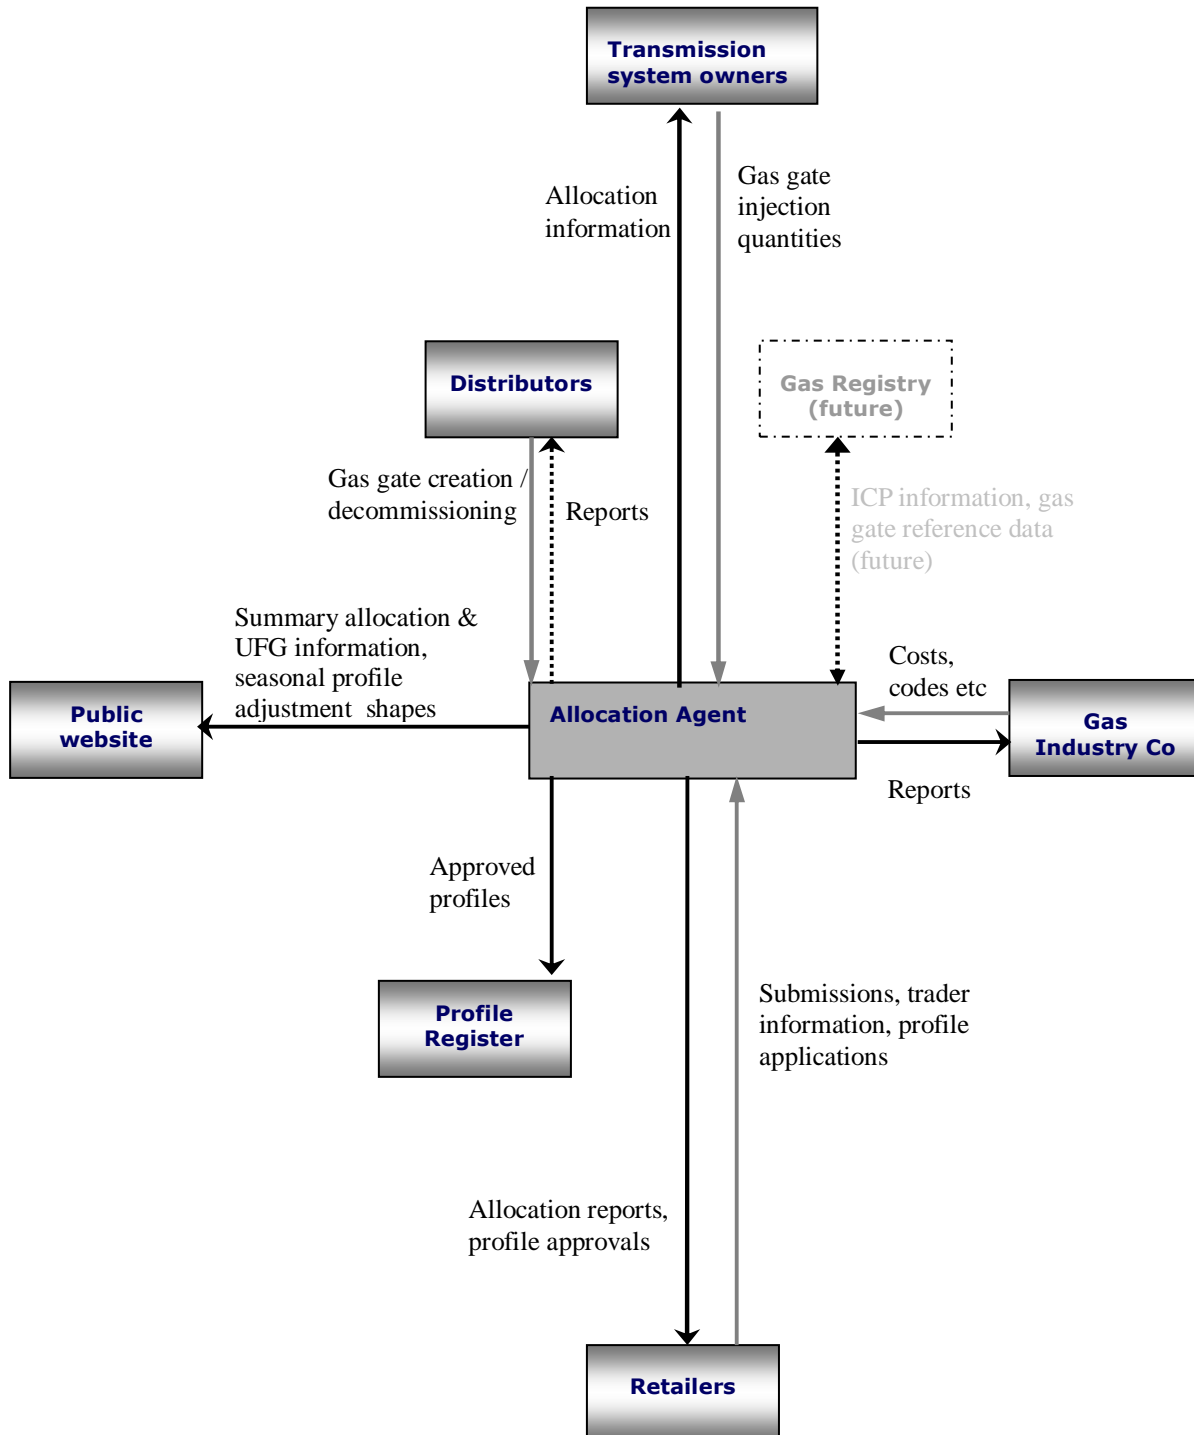 Transmission
system owners
Allocation
information
Gas gate
injection
quantities
Distributors
Gas Registry
(future)
Gas gate creation /
decommissioning
Reports
ICP information, gas
gate reference data
(future)
Summary allocation &
UFG information,
seasonal profile
adjustment shapes
Costs,
codes etc
Public
website
Allocation Agent
Gas
Industry Co
Reports
Approved
profiles
Profile
Register
Submissions, trader
information, profile
applications
Allocation reports,
profile approvals
Retailers